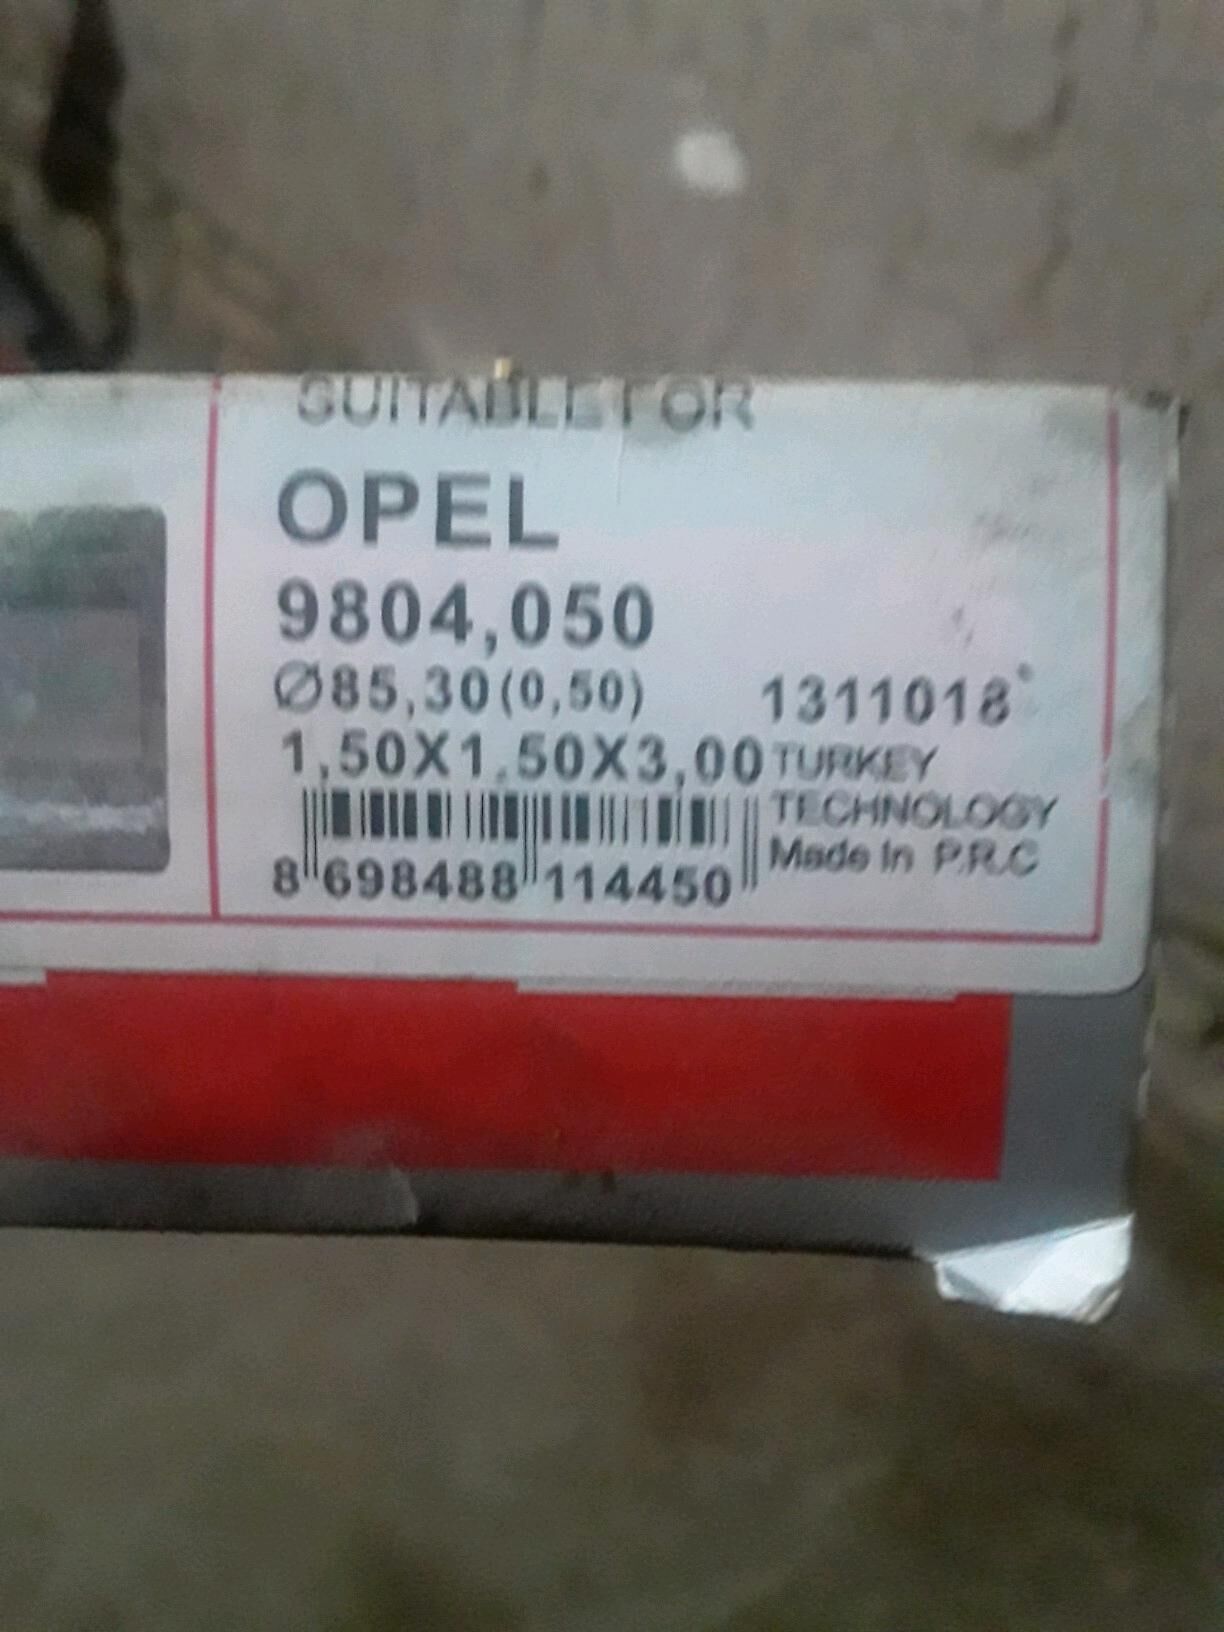 SUITABLE FOR
OPEL
9804,050
Ø85,30(0,50)
1311018
1,50X1,50X3,00
TURKEY
TECHNOLOGY
Made In P.R.C
8 698488 114450